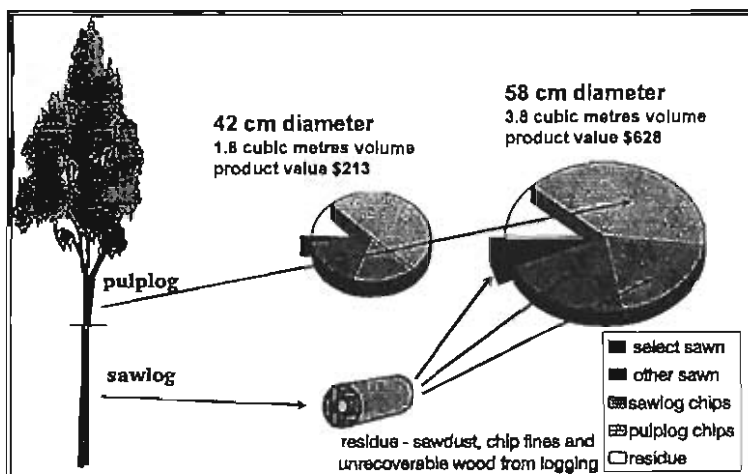 42 cm diameter
1.8 cubic metres volume
product value $213
58 cm diameter
3.8 cubic metres volume
product value $628
pulplog
sawlog
residue - sawdust, chip fines and
unrecoverable wood from logging
select sawn
other sawn
sawlog chips
pulplog chips
residue